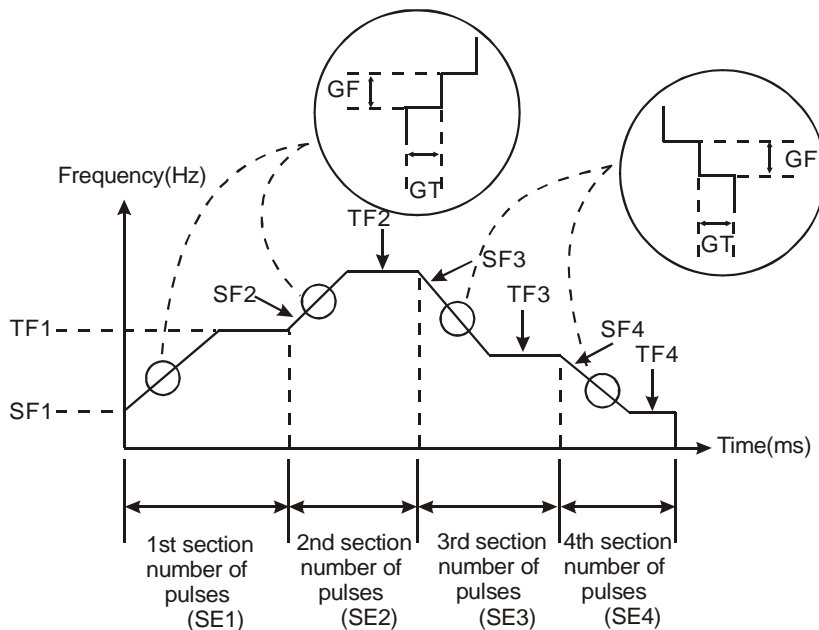 GF
GT
GF
GT
Frequency(Hz)
TF2
SF3
SF2
TF3
SF4
TF1
TF4
SF1
Time(ms)
1st section
number of
pulses
(SE1)
2nd section
number of
pulses
(SE2)
3rd section
number of
pulses
(SE3)
4th section
number of
pulses
(SE4)